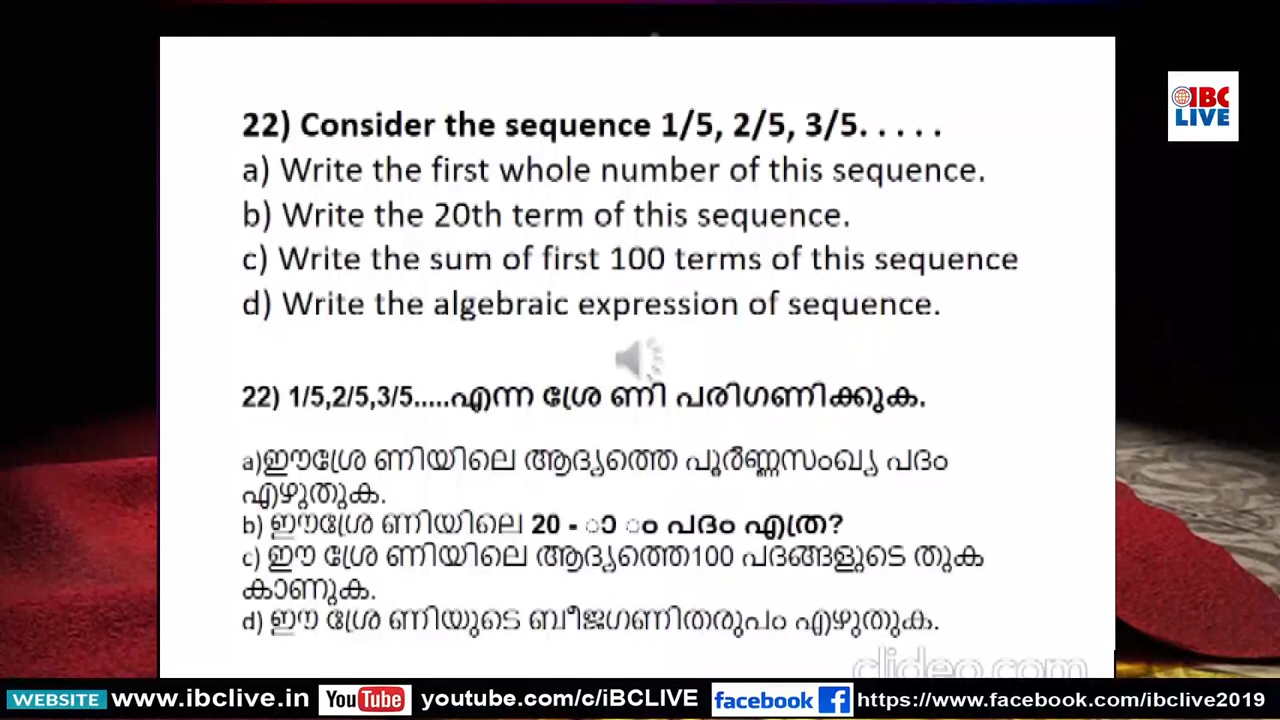 22) Consider the sequence 1/5, 2/5, 3/5. . . . .
IBC
LIVE
a) Write the first whole number of this sequence.
b) Write the 20th term of this sequence.
c) Write the sum of first 100 terms of this sequence
d) Write the algebraic expression of sequence.
22) 1/5,2/5,3/5.....എന്ന ശ്രേ ണി പരിഗണിക്കുക.
a)ഈശ്രേ ണിയിലെ ആദ്യത്തെ പൂർണ്ണസംഖ്യ പദം
എഴുതുക.
b) ഈശ്രേ ണിയിലെ 20 - ാ ം പദം എത്ര?
c) ഈ ശ്രേ ണിയിലെ ആദ്യത്തെ100 പദങ്ങളുടെ തുക
കാണുക.
d) ഈ ശ്രേ ണിയുടെ ബീജഗണിതരുപം എഴുതുക.
clideo.com
WEBSITE www.ibclive.in YouTube youtube.com/c/iBCLIVE facebook f https://www.facebook.com/ibclive2019